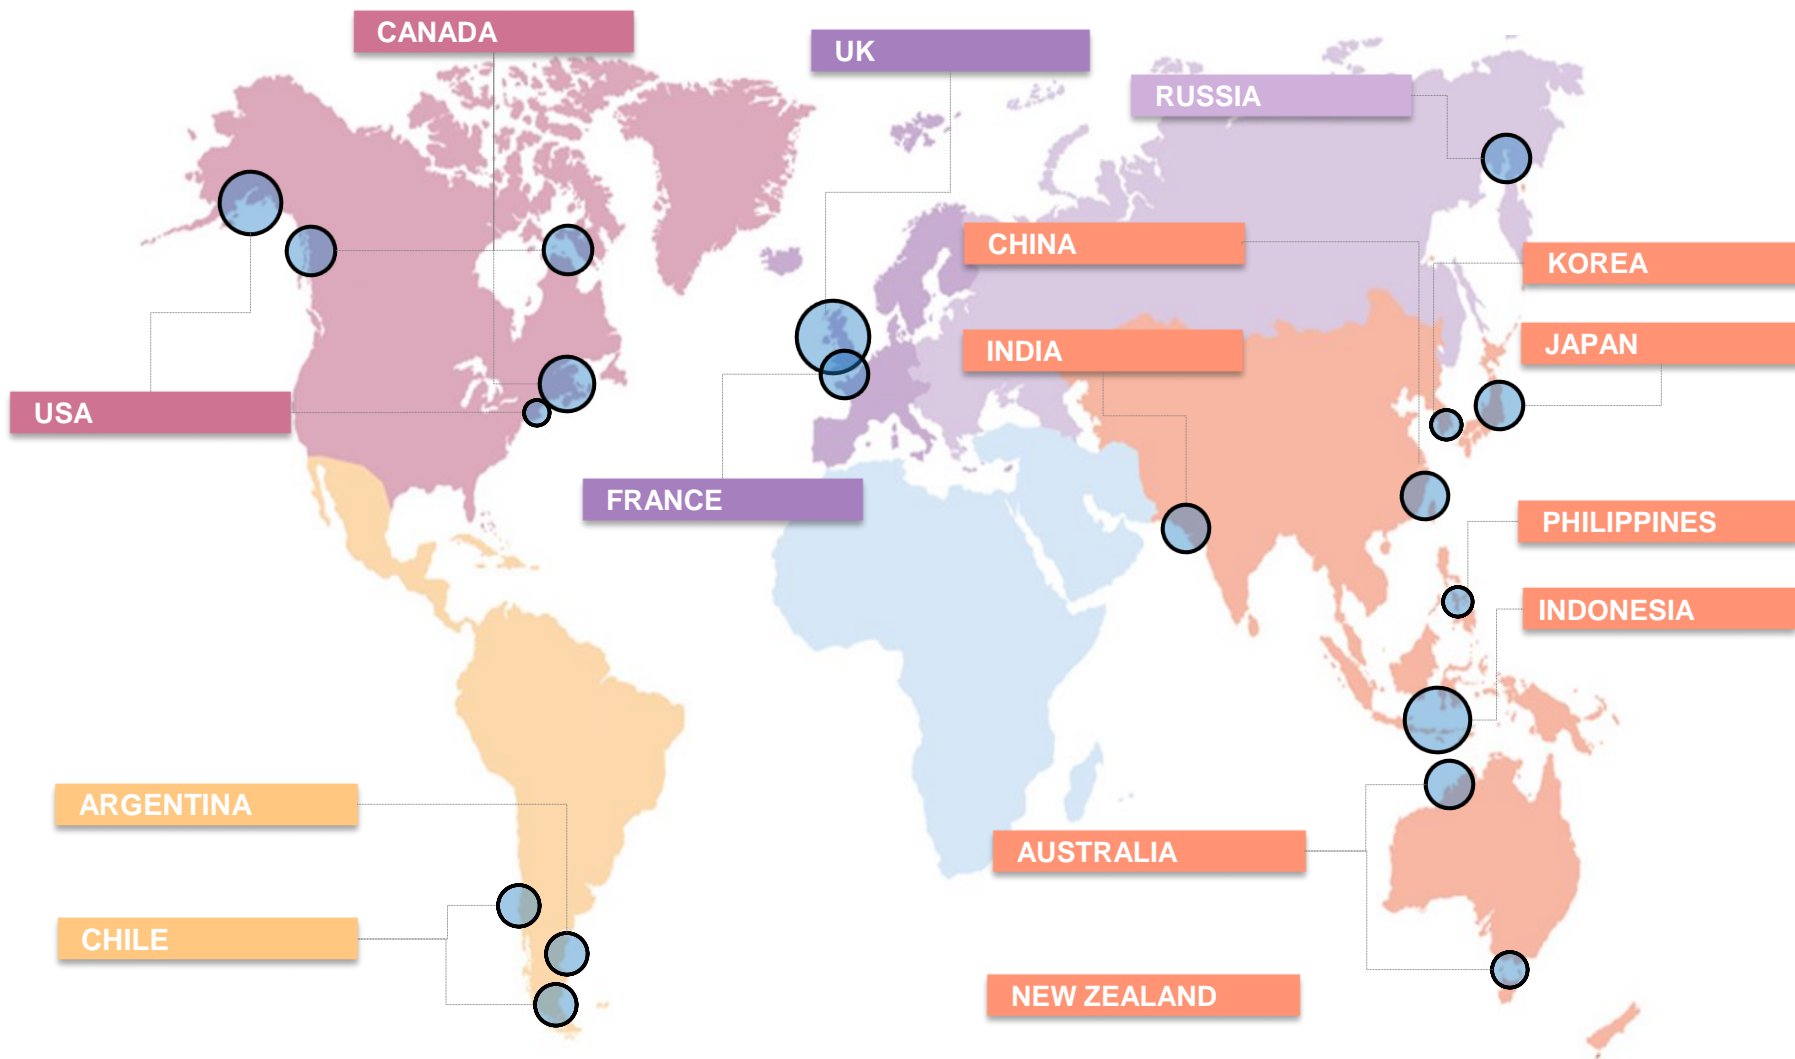 CANADA
UK
RUSSIA
CHINA
KOREA
INDIA
JAPAN
USA
FRANCE
PHILIPPINES
INDONESIA
ARGENTINA
AUSTRALIA
CHILE
NEW ZEALAND